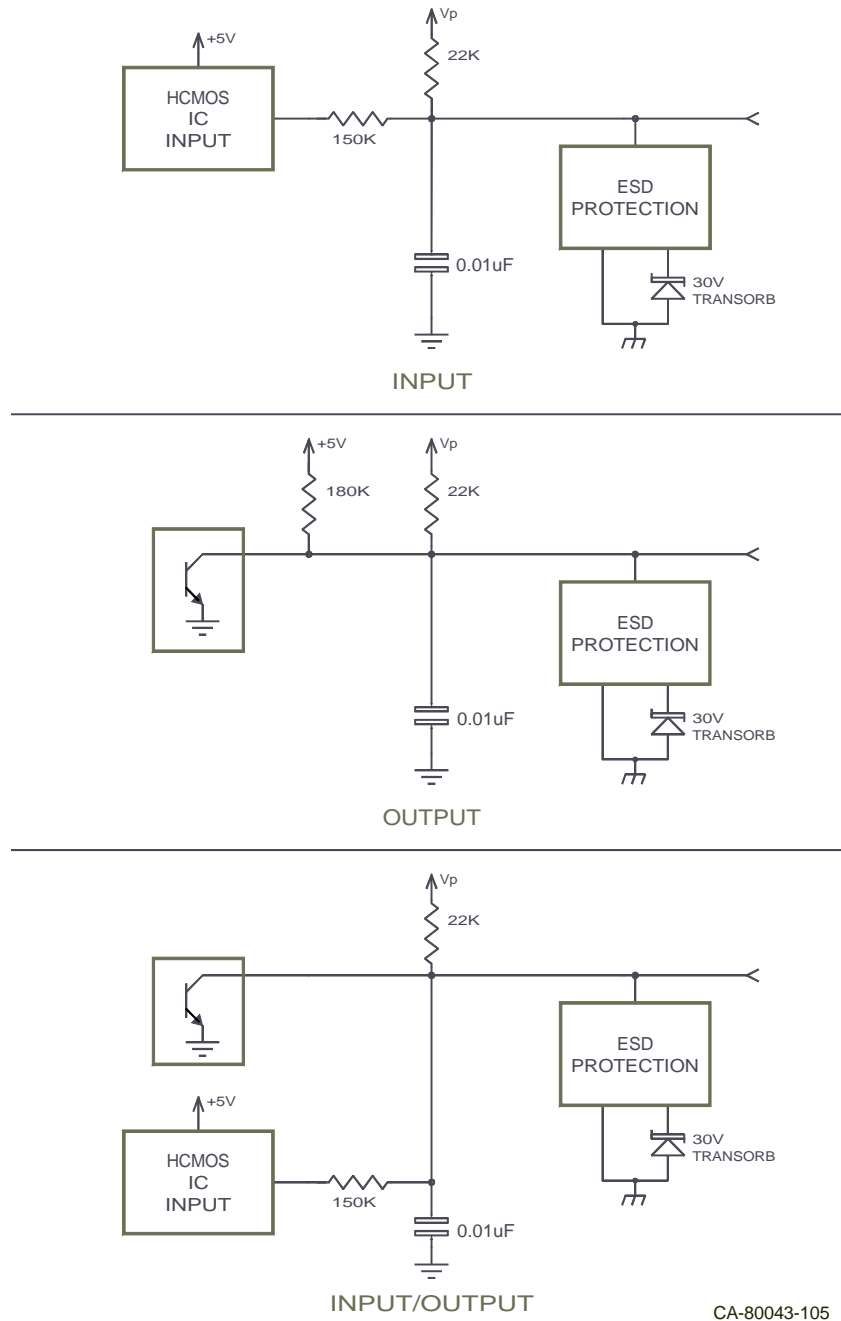 Vp
+5V
22K
HCMOS
IC
INPUT
150K
ESD
PROTECTION
0.01uF
30V
TRANSORB
INPUT
+5V
Vp
180K
22K
ESD
PROTECTION
0.01uF
30V
TRANSORB
OUTPUT
Vp
22K
ESD
PROTECTION
+5V
30V
TRANSORB
HCMOS
IC
INPUT
150K
0.01uF
INPUT/OUTPUT
CA-80043-105